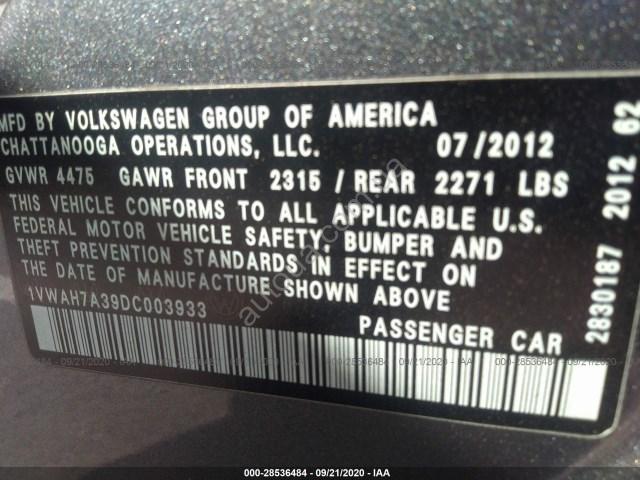 MFD BY VOLKSWAGEN GROUP OF AMERICA
CHATTANOOGA OPERATIONS, LLC. 07/2012
GVWR 4475 GAWR FRONT 2315 / REAR 2271 LBS
THIS VEHICLE CONFORMS TO ALL APPLICABLE U.S.
FEDERAL MOTOR VEHICLE SAFETY, BUMPER AND
THEFT PREVENTION STANDARDS IN EFFECT ON
THE DATE OF MANUFACTURE SHOWN ABOVE
1VWAH7A39DC003933
PASSENGER CAR
2830187 2012 62
000-28536484 - 09/21/2020 - IAA